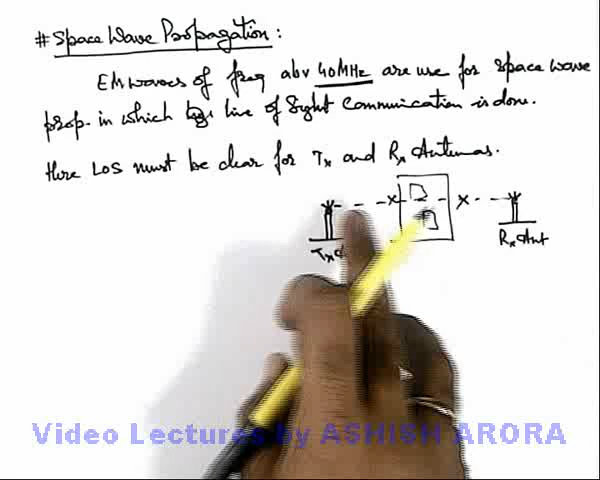 # Space Wave Propagation :
EM waves of freq abv 40MHz are use for space wave
prop. in which line of Sight Communication is done.
Here LOS must be clear for Tx and Rx Antennas.
Tx
Rx Ant
Video Lectures by ASHISH ARORA